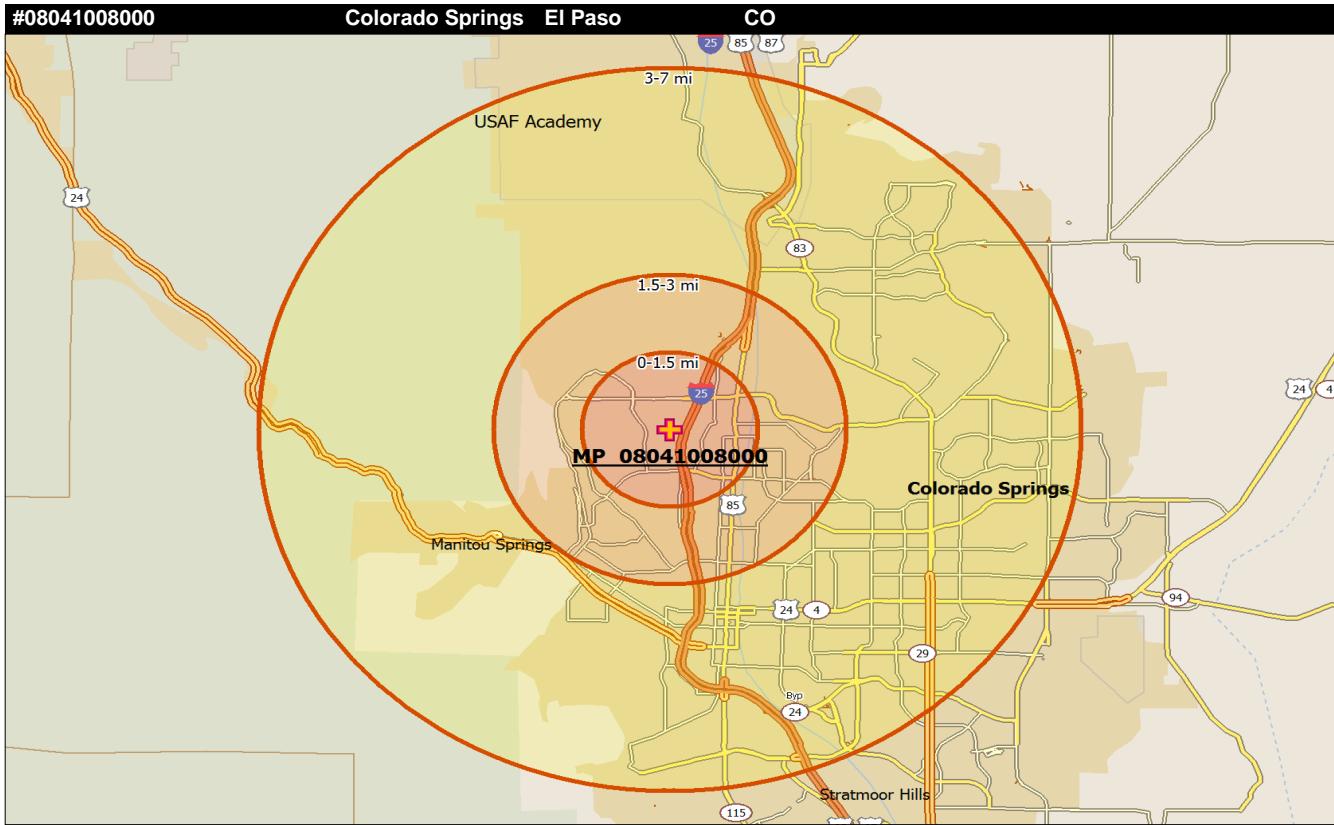 #08041008000 Colorado Springs El Paso CO
25 85 87
3-7 mi
USAF Academy
24
83
1.5-3 mi
0-1.5 mi
25
24 4
MP 08041008000
Colorado Springs
85
Manitou Springs
24 4
94
29
Byp
24
Stratmoor Hills
115